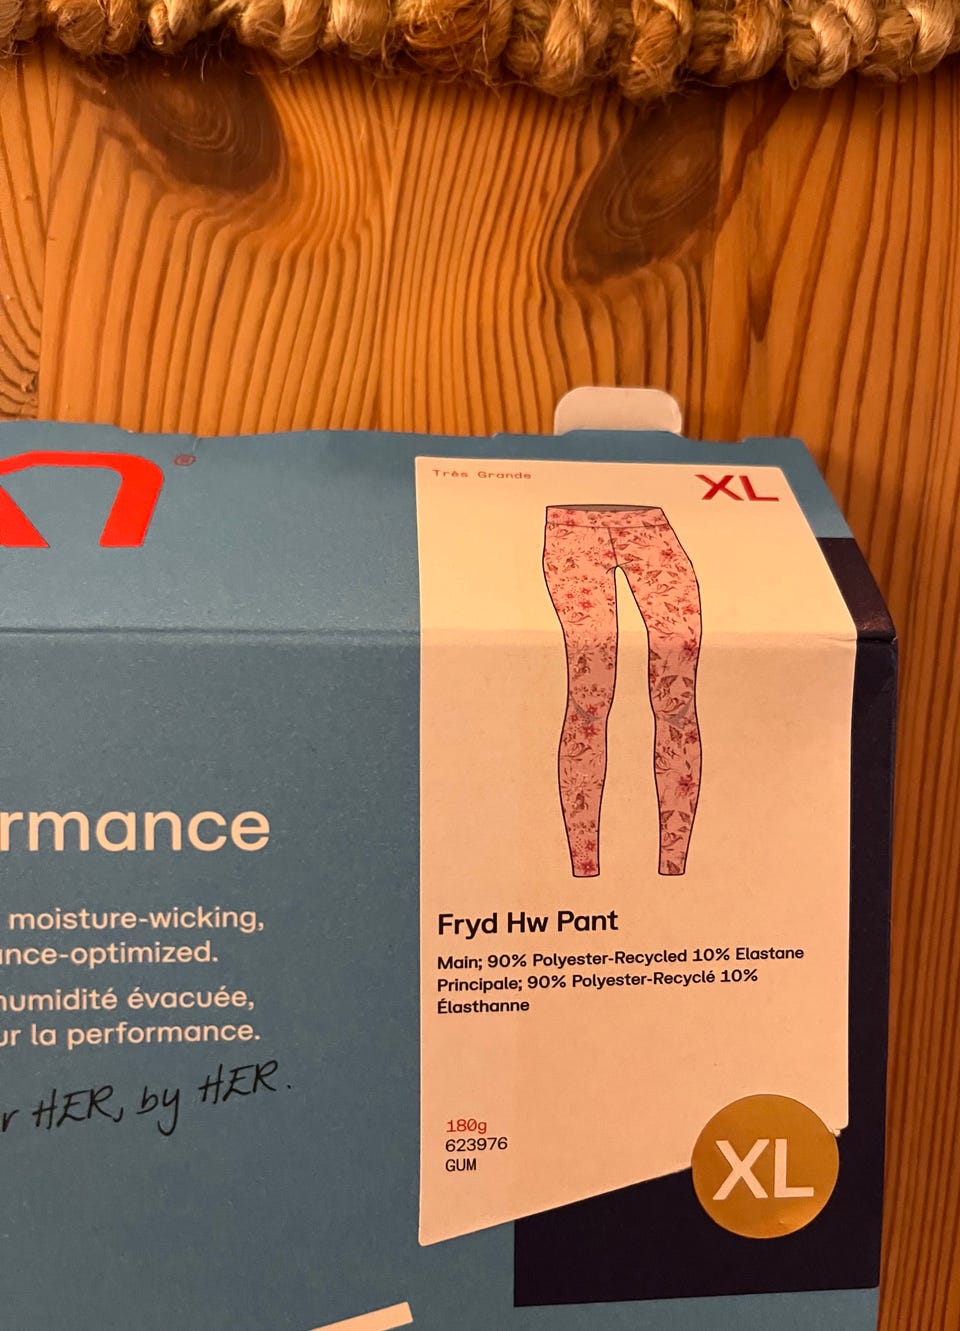 ®
rmance
moisture-wicking,
nce-optimized.
humidité évacuée,
ur la performance.
r HER, by HER.
Très Grande
XL
Fryd Hw Pant
Main; 90% Polyester-Recycled 10% Elastane
Principale; 90% Polyester-Recyclé 10%
Élasthanne
180g
623976
GUM
XL